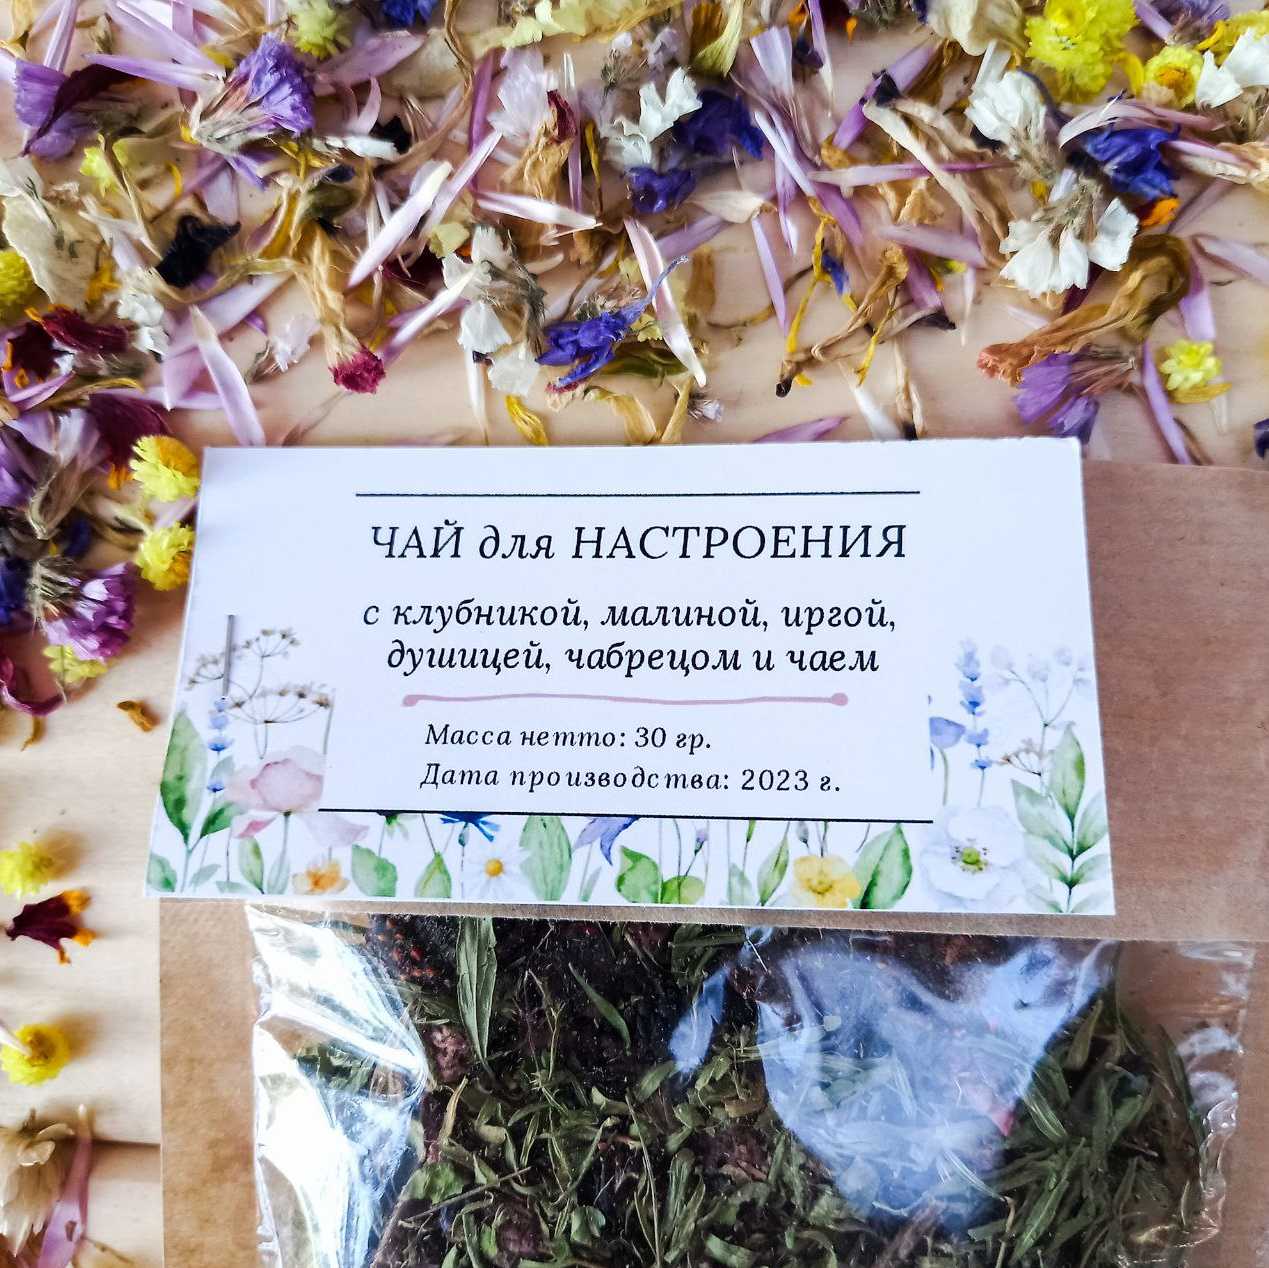 ЧАЙ для НАСТРОЕНИЯ
с клубникой, малиной, иргой,
душицей, чабрецом и чаем
Масса нетто: 30 гр.
Дата производства: 2023 г.